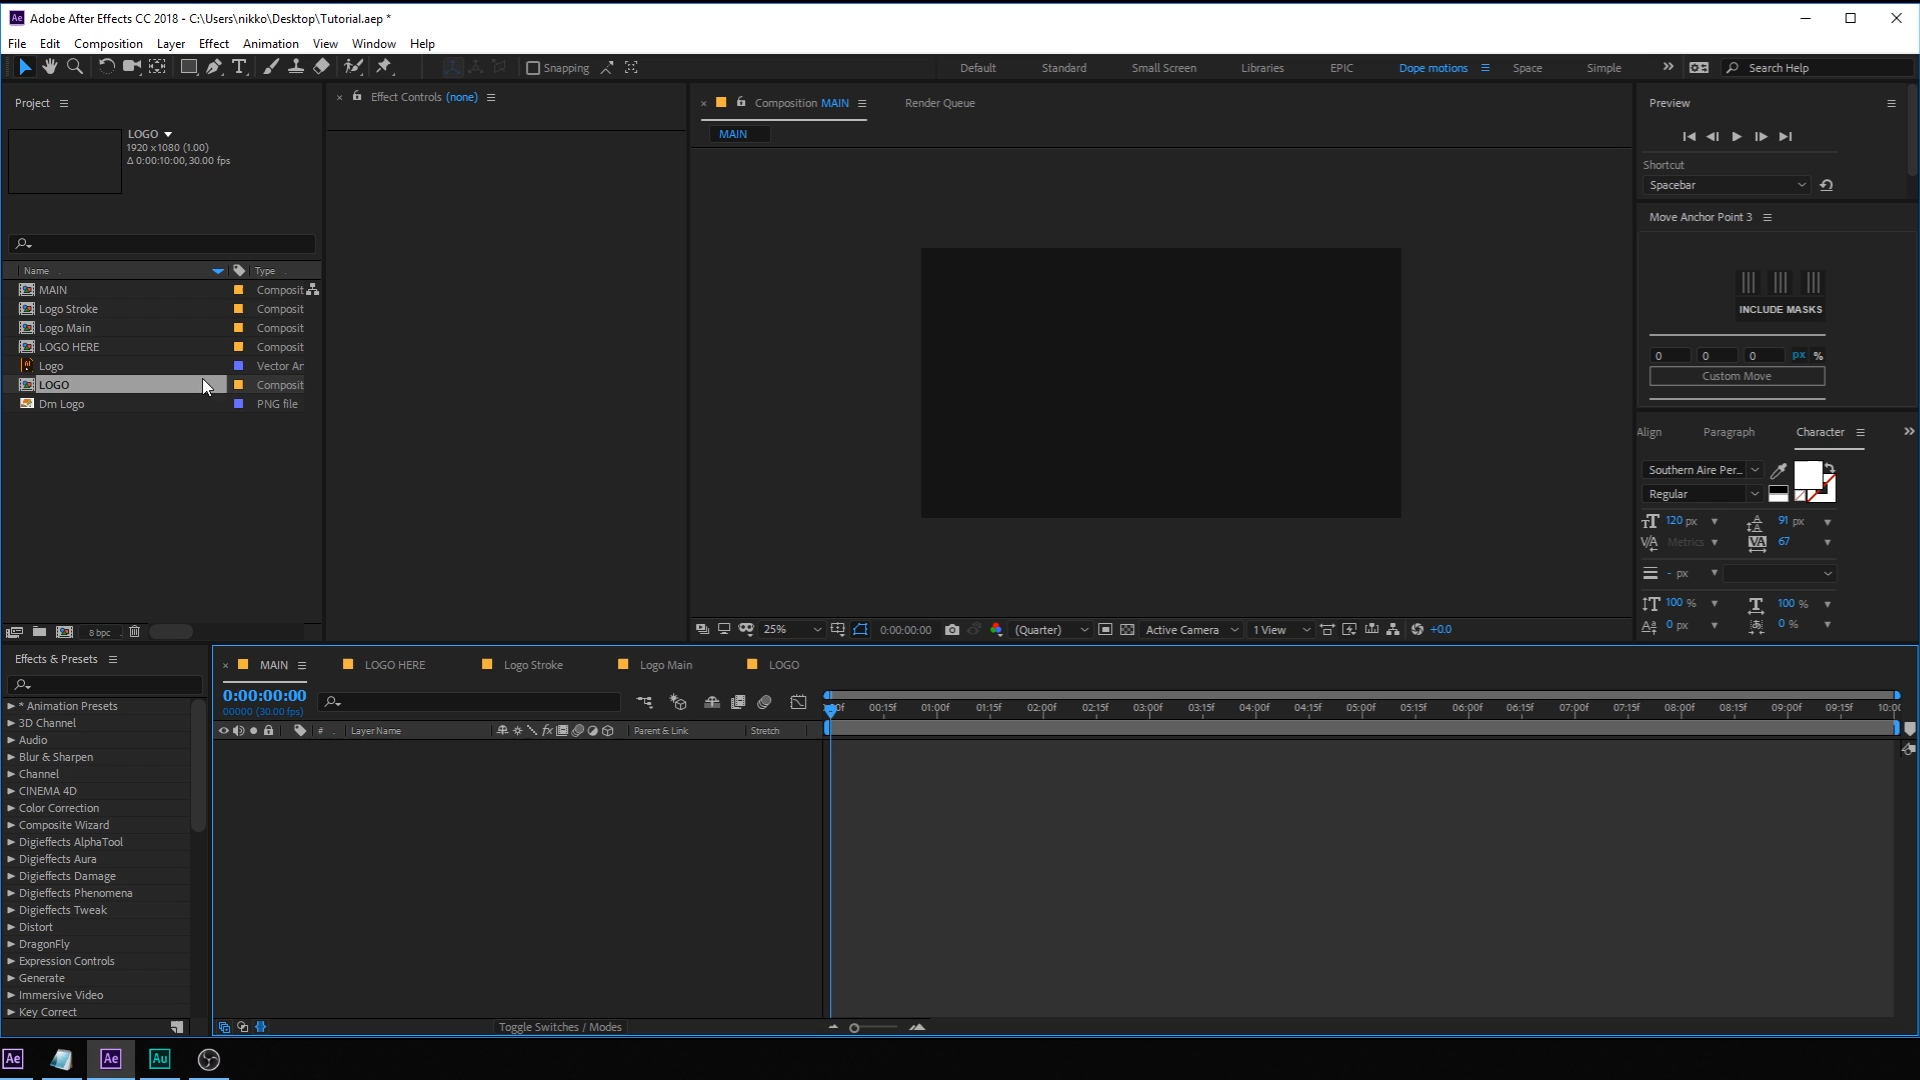 Ae Adobe After Effects CC 2018 - C:\Users\nikko\Desktop\Tutorial.aep *
File Edit Composition Layer Effect Animation View Window Help
Snapping Default Standard Small Screen Libraries EPIC Dope motions Space Simple Search Help
Project Effect Controls (none) Composition MAIN Render Queue Preview
LOGO
1920 x 1080 (1.00)
Δ 0:00:10:00, 30.00 fps
MAIN
Shortcut
Spacebar
Move Anchor Point 3
INCLUDE MASKS
0 0 0 px %
Custom Move
Name Type
MAIN Composit
Logo Stroke Composit
Logo Main Composit
LOGO HERE Composit
Logo Vector Ar
LOGO Composit
Dm Logo PNG file
Align Paragraph Character
Southern Aire Per...
Regular
120 px 91 px
Metrics 67
- px
100 % 100 %
0 px 0 %
8 bpc 25% 0:00:00:00 (Quarter) Active Camera 1 View +0.0
Effects & Presets
* Animation Presets
3D Channel
Audio
Blur & Sharpen
Channel
CINEMA 4D
Color Correction
Composite Wizard
Digieffects AlphaTool
Digieffects Aura
Digieffects Damage
Digieffects Phenomena
Digieffects Tweak
Distort
DragonFly
Expression Controls
Generate
Immersive Video
Key Correct
MAIN LOGO HERE Logo Stroke Logo Main LOGO
0:00:00:00
00000 (30.00 fps)
00:15f 01:00f 01:15f 02:00f 02:15f 03:00f 03:15f 04:00f 04:15f 05:00f 05:15f 06:00f 06:15f 07:00f 07:15f 08:00f 08:15f 09:00f 09:15f
# Layer Name fx Parent & Link Stretch
Toggle Switches / Modes
Ae Ae Au